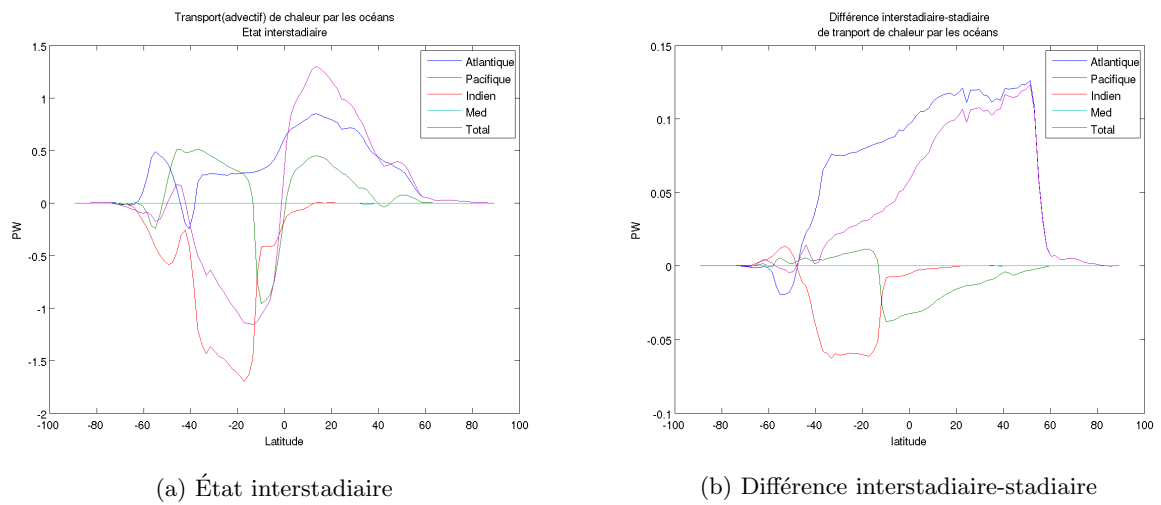 Transport(advectif) de chaleur par les océans
Etat interstadiaire
1.5
1
0.5
0
-0.5
-1
-1.5
-2
PW
-100 -80 -60 -40 -20 0 20 40 60 80 100
Latitude
Atlantique
Pacifique
Indien
Med
Total
(a) État interstadiaire
Différence interstadiaire-stadiaire
de tranport de chaleur par les océans
0.15
0.1
0.05
0
-0.05
-0.1
PW
-100 -80 -60 -40 -20 0 20 40 60 80 100
latitude
Atlantique
Pacifique
Indien
Med
Total
(b) Différence interstadiaire-stadiaire